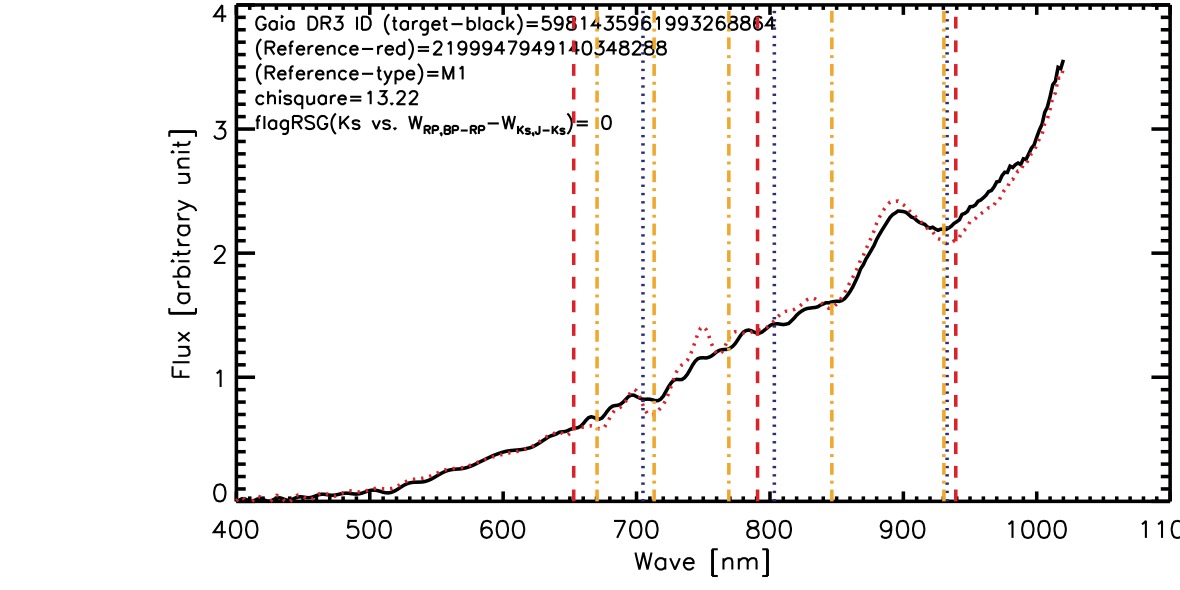 Gaia DR3 ID (target-black)=5981435961993268864
(Reference-red)=2199947949140348288
(Reference-type)=M1
chisquare=13.22
flagRSG(Ks vs. WRP,BP-RP-WKs,J-Ks)= 0
4
3
2
1
0
Flux [arbitrary unit]
400 500 600 700 800 900 1000 110
Wave [nm]